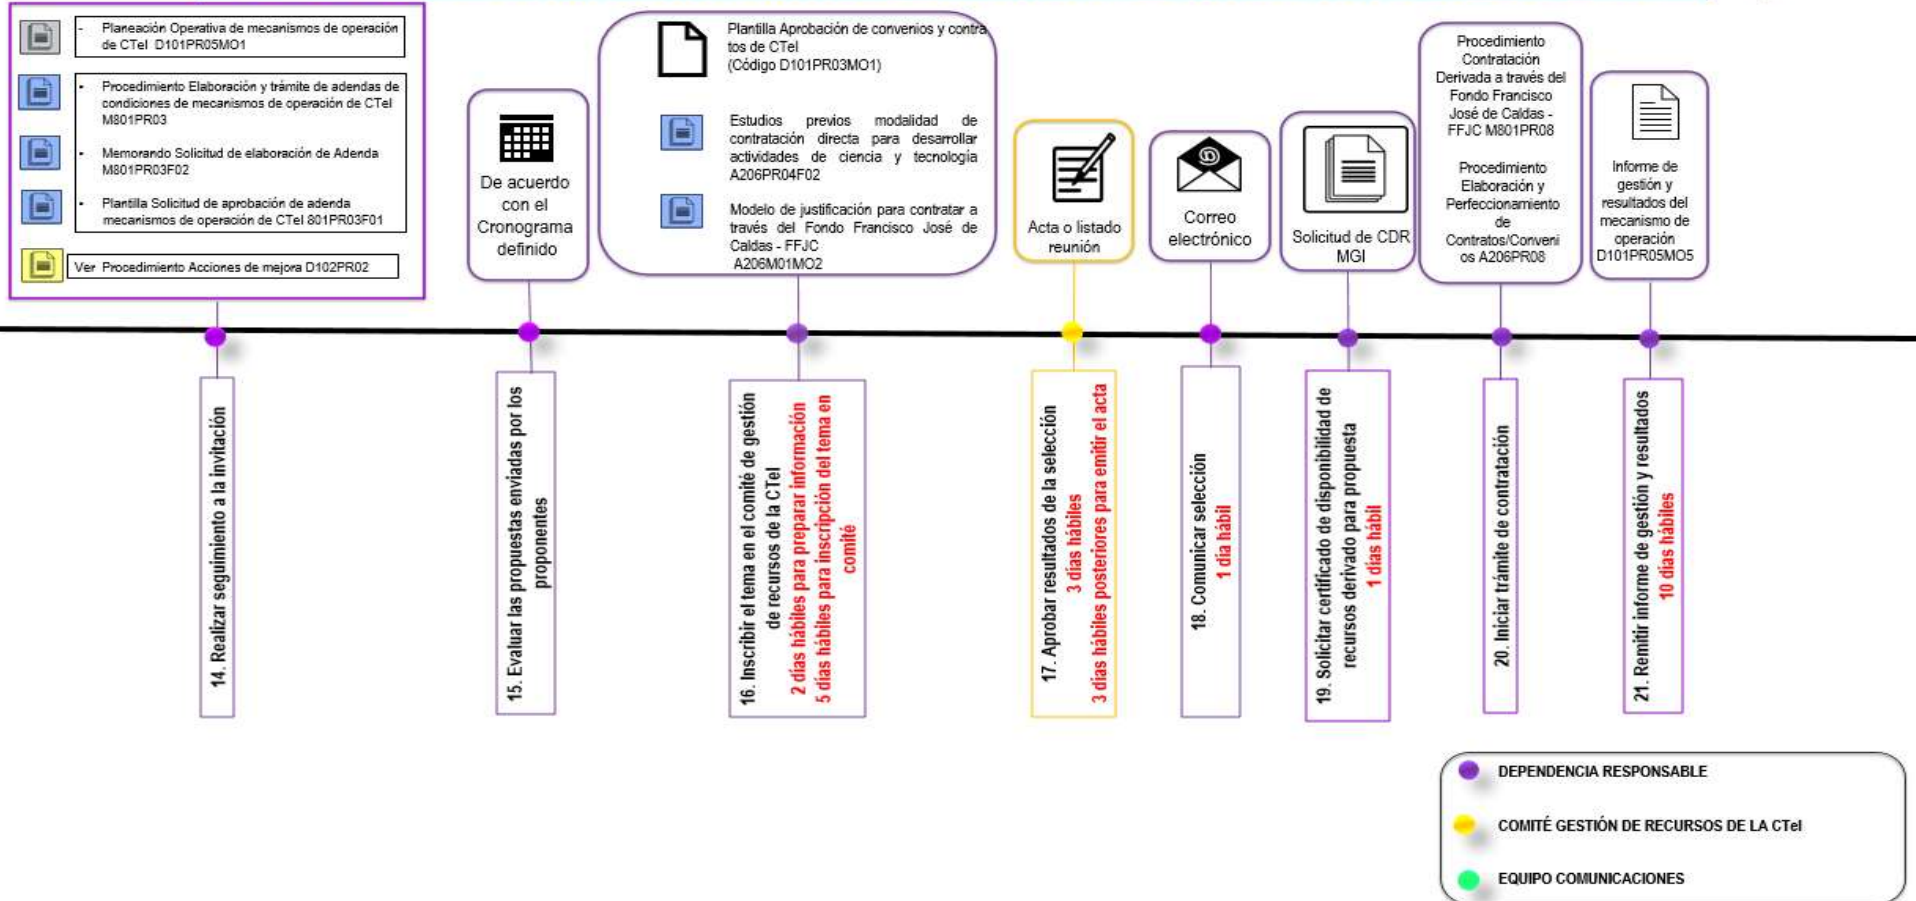 - Planeación Operativa de mecanismos de operación
de CTeI D101PR05MO1
- Procedimiento Elaboración y trámite de adendas de
condiciones de mecanismos de operación de CTeI
M801PR03
- Memorando Solicitud de elaboración de Adenda
M801PR03F02
- Plantilla Solicitud de aprobación de adenda
mecanismos de operación de CTeI 801PR03F01
Ver Procedimiento Acciones de mejora D102PR02
De acuerdo
con el
Cronograma
definido
Plantilla Aprobación de convenios y contra
tos de CTeI
(Código D101PR03MO1)
Estudios previos modalidad de
contratación directa para desarrollar
actividades de ciencia y tecnología
A206PR04F02
Modelo de justificación para contratar a
través del Fondo Francisco José de
Caldas - FFJC
A206M01MO2
Acta o listado
reunión
Correo
electrónico
Solicitud de CDR
MGI
Procedimiento
Contratación
Derivada a través del
Fondo Francisco
José de Caldas -
FFJC M801PR08
Procedimiento
Elaboración y
Perfeccionamiento
de
Contratos/Conveni
os A206PR08
Informe de
gestión y
resultados del
mecanismo de
operación
D101PR05MO5
14. Realizar seguimiento a la invitación
15. Evaluar las propuestas enviadas por los
proponentes
16. Inscribir el tema en el comité de gestión
de recursos de la CTeI
2 días hábiles para preparar información
5 días hábiles para inscripción del tema en
comité
17. Aprobar resultados de la selección
3 días hábiles
3 días hábiles posteriores para emitir el acta
18. Comunicar selección
1 día hábil
19. Solicitar certificado de disponibilidad de
recursos derivado para propuesta
1 días hábil
20. Iniciar trámite de contratación
21. Remitir informe de gestión y resultados
10 días hábiles
DEPENDENCIA RESPONSABLE
COMITÉ GESTIÓN DE RECURSOS DE LA CTeI
EQUIPO COMUNICACIONES